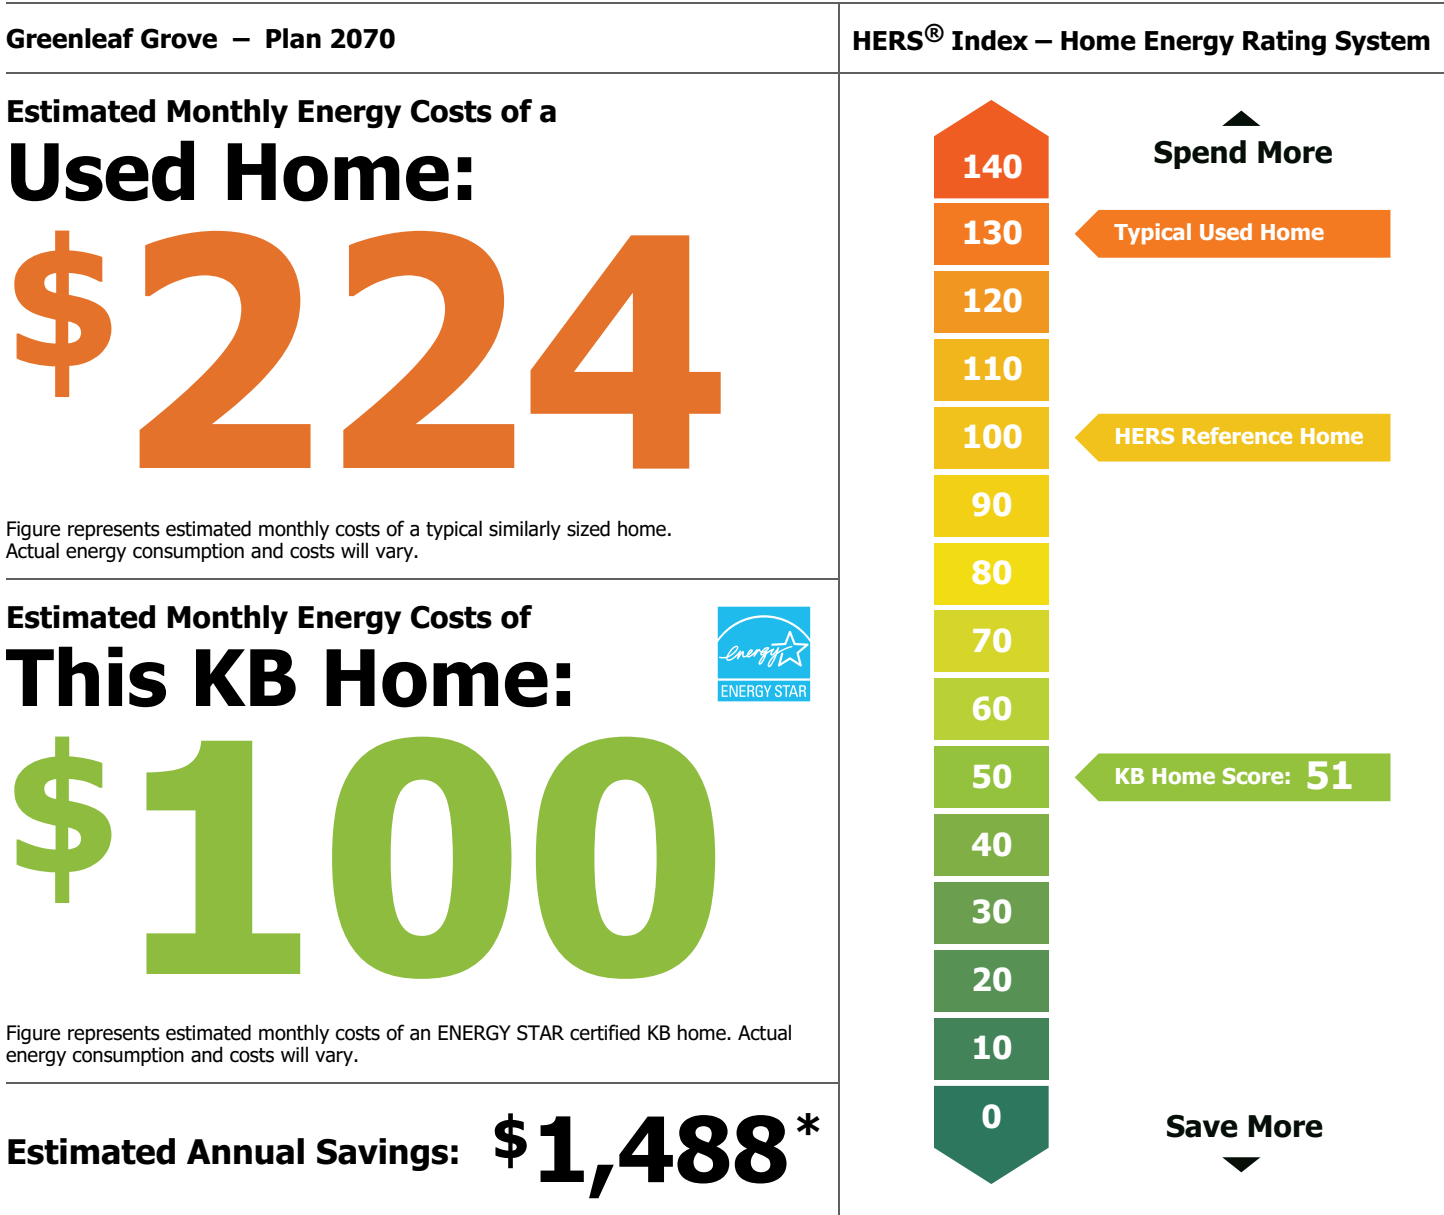 Greenleaf Grove – Plan 2070
Estimated Monthly Energy Costs of a
Used Home:
$224
Figure represents estimated monthly costs of a typical similarly sized home.
Actual energy consumption and costs will vary.
Estimated Monthly Energy Costs of
This KB Home:
energy
ENERGY STAR
$100
Figure represents estimated monthly costs of an ENERGY STAR certified KB home. Actual
energy consumption and costs will vary.
Estimated Annual Savings: $1,488*
HERS® Index – Home Energy Rating System
Spend More
140
130
Typical Used Home
120
110
100
HERS Reference Home
90
80
70
60
50
KB Home Score: 51
40
30
20
10
0
Save More